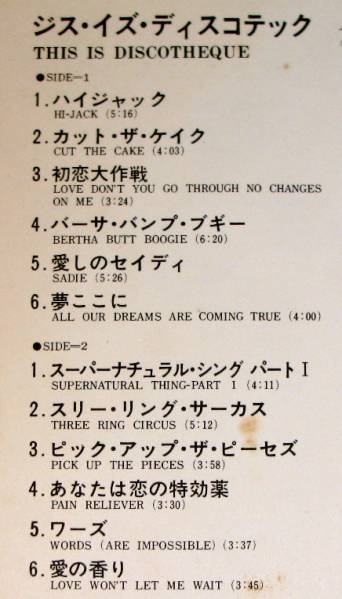 ジス・イズ・ディスコテック
THIS IS DISCOTHEQUE
●SIDE=1
1.ハイジャック
HI-JACK (5:16)
2.カット・ザ・ケイク
CUT THE CAKE (4:03)
3.初恋大作戦
LOVE DON'T YOU GO THROUGH NO CHANGES
ON ME (3:24)
4.バーサ・バンプ・ブギー
BERTHA BUTT BOOGIE (6:20)
5.愛しのセイディ
SADIE (5:26)
6.夢ここに
ALL OUR DREAMS ARE COMING TRUE (4:00)
●SIDE=2
1.スーパーナチュラル・シング パートI
SUPERNATURAL THING-PART I (4:11)
2.スリー・リング・サーカス
THREE RING CIRCUS (5:12)
3.ピック・アップ・ザ・ピーセズ
PICK UP THE PIECES (3:58)
4.あなたは恋の特効薬
PAIN RELIEVER (3:30)
5.ワーズ
WORDS (ARE IMPOSSIBLE) (3:37)
6.愛の香り
LOVE WON'T LET ME WAIT (3:45)